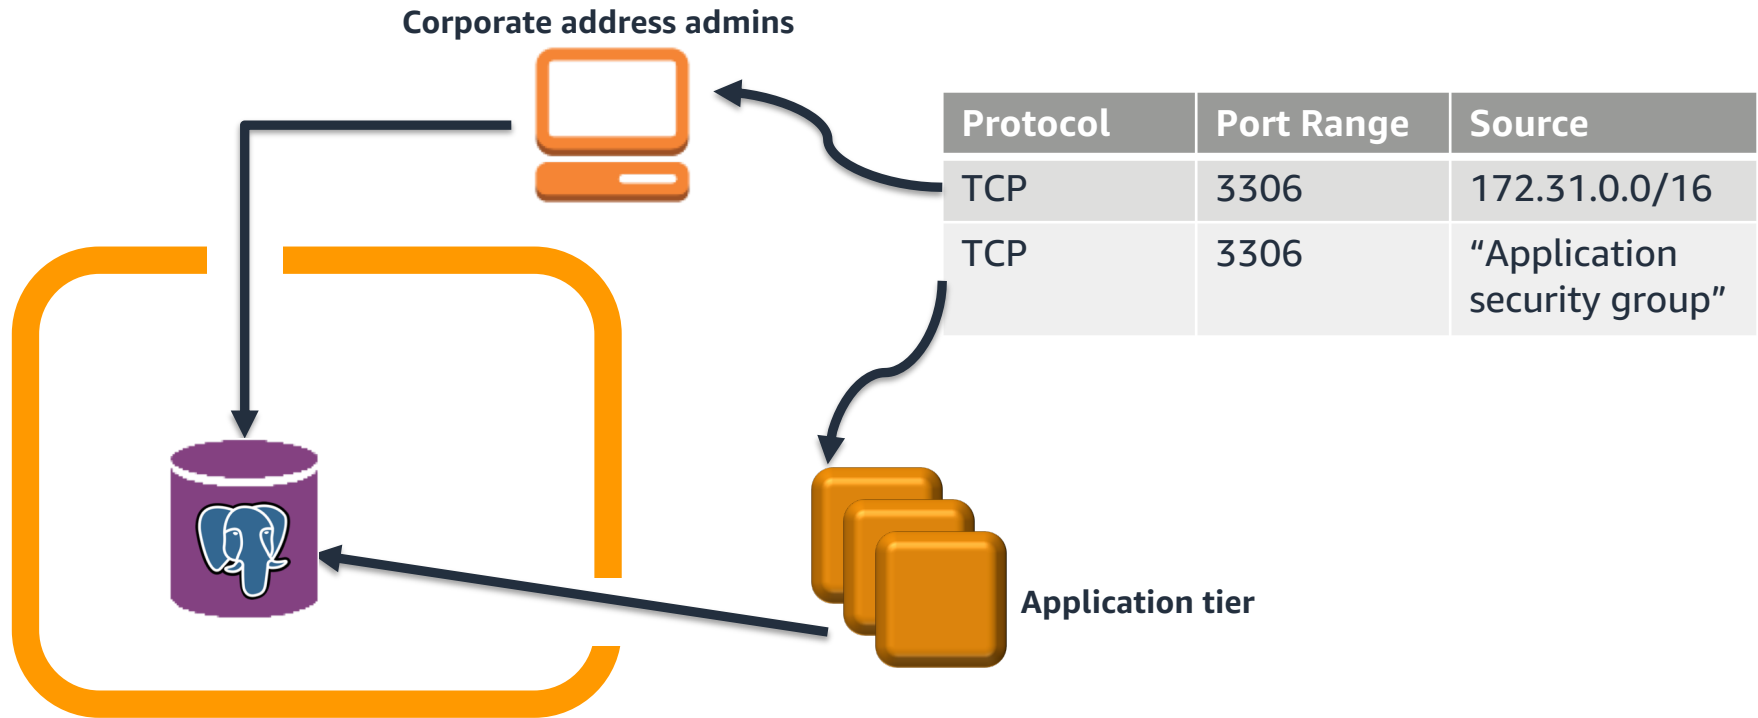 Corporate address admins
Protocol Port Range Source
TCP 3306 172.31.0.0/16
TCP 3306 “Application
security group”
Application tier